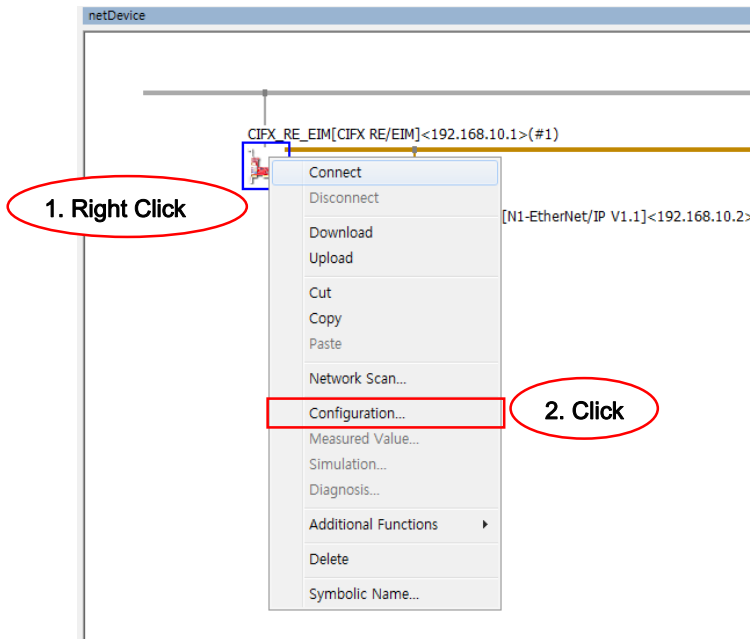 netDevice
CIFX_RE_EIM[CIFX RE/EIM]<192.168.10.1>(#1)
1. Right Click
[N1-EtherNet/IP V1.1]<192.168.10.2>
Connect
Disconnect
Download
Upload
Cut
Copy
Paste
Network Scan...
Configuration...
2. Click
Measured Value...
Simulation...
Diagnosis...
Additional Functions
Delete
Symbolic Name...